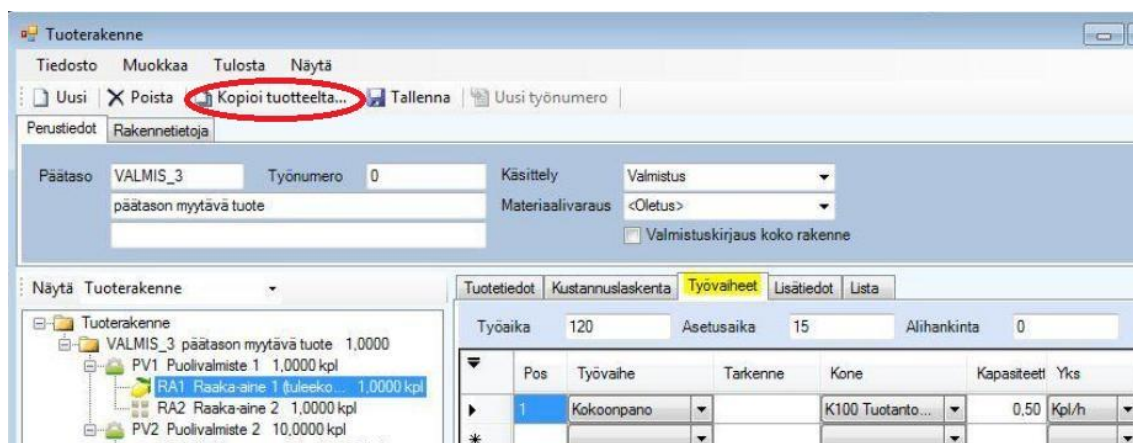 Tuoterakenne
Tiedosto Muokkaa Tulosta Näytä
Uusi Poista Kopioi tuotteelta... Tallenna Uusi työnumero
Perustiedot Rakennetietoja
Päätaso VALMIS_3 Työnumero 0 Käsittely Valmistus
päätason myytävä tuote Materiaalivaraus <Oletus>
Valmistuskirjaus koko rakenne
Näytä Tuoterakenne Tuotetiedot Kustannuslaskenta Työvaiheet Lisätiedot Lista
Työaika 120 Asetusaika 15 Alihankinta 0
Tuoterakenne
VALMIS_3 päätason myytävä tuote 1,0000
PV1 Puolivalmiste 1 1,0000 kpl
RA1 Raaka-aine 1 (tuleeko... 1,0000 kpl
RA2 Raaka-aine 2 1,0000 kpl
PV2 Puolivalmiste 2 10,0000 kpl
Pos Työvaihe Tarkenne Kone Kapasiteetti Yks
1 Kokoonpano K100 Tuotanto... 0,50 Kpl/h